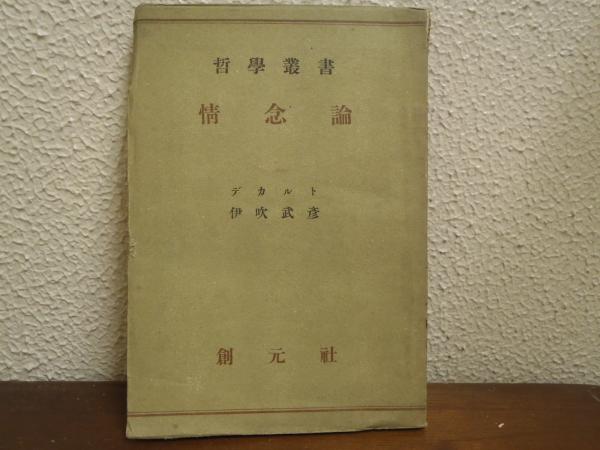 哲學叢書
情念論
デカルト
伊吹武彦
創元社